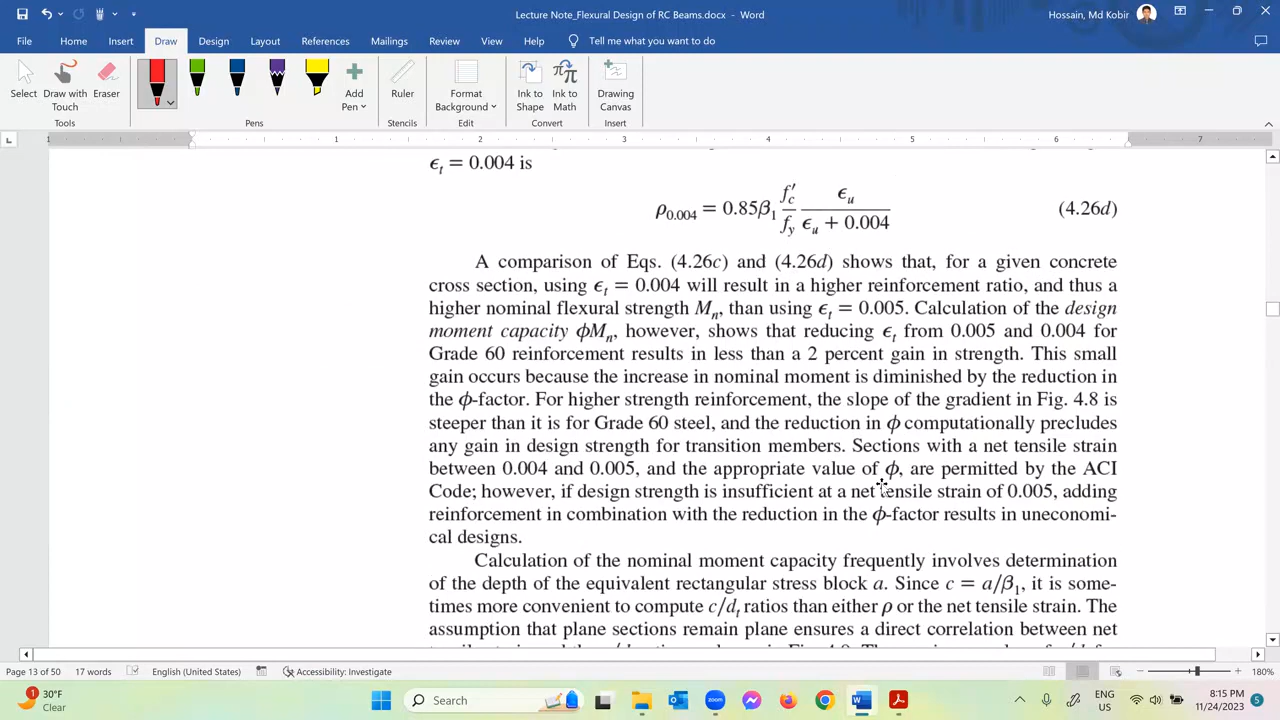 Lecture Note_Flexural Design of RC Beams.docx - Word
Hossain, Md Kobir
File Home Insert Draw Design Layout References Mailings Review View Help Tell me what you want to do
Select
Draw with Touch
Eraser
Add Pen
Ruler
Format Background
Ink to Shape
Ink to Math
Drawing Canvas
Tools Pens Stencils Edit Convert Insert
1 1 2 3 4 5 6 7
ϵt = 0.004 is
ρ0.004 = 0.85β1 f′c/fy ϵu/(ϵu + 0.004) (4.26d)
A comparison of Eqs. (4.26c) and (4.26d) shows that, for a given concrete
cross section, using ϵt = 0.004 will result in a higher reinforcement ratio, and thus a
higher nominal flexural strength Mn, than using ϵt = 0.005. Calculation of the design
moment capacity ϕMn, however, shows that reducing ϵt from 0.005 and 0.004 for
Grade 60 reinforcement results in less than a 2 percent gain in strength. This small
gain occurs because the increase in nominal moment is diminished by the reduction in
the ϕ-factor. For higher strength reinforcement, the slope of the gradient in Fig. 4.8 is
steeper than it is for Grade 60 steel, and the reduction in ϕ computationally precludes
any gain in design strength for transition members. Sections with a net tensile strain
between 0.004 and 0.005, and the appropriate value of ϕ, are permitted by the ACI
Code; however, if design strength is insufficient at a net tensile strain of 0.005, adding
reinforcement in combination with the reduction in the ϕ-factor results in uneconomi-
cal designs.
Calculation of the nominal moment capacity frequently involves determination
of the depth of the equivalent rectangular stress block a. Since c = a/β1, it is some-
times more convenient to compute c/dt ratios than either ρ or the net tensile strain. The
assumption that plane sections remain plane ensures a direct correlation between net
Page 13 of 50 17 words English (United States) Accessibility: Investigate 180%
1
30°F
Clear
Search
zoom
ENG
US
8:15 PM
11/24/2023
5